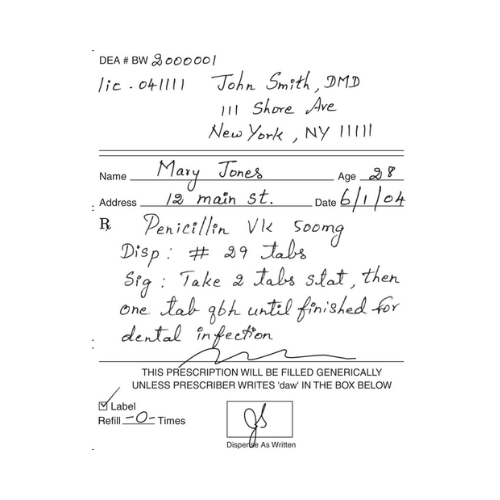 DEA # BW 2000001
lic. 041111 John Smith, DMD
111 Shore Ave
New York, NY 11111
Name Mary Jones Age 28
Address 12 main st. Date 6/1/04
℞ Penicillin Vk 500mg
Disp: # 29 tabs
Sig: Take 2 tabs stat, then
one tab q6h until finished for
dental infection
THIS PRESCRIPTION WILL BE FILLED GENERICALLY
UNLESS PRESCRIBER WRITES 'daw' IN THE BOX BELOW
Label
Refill -0- Times
Dispense As Written